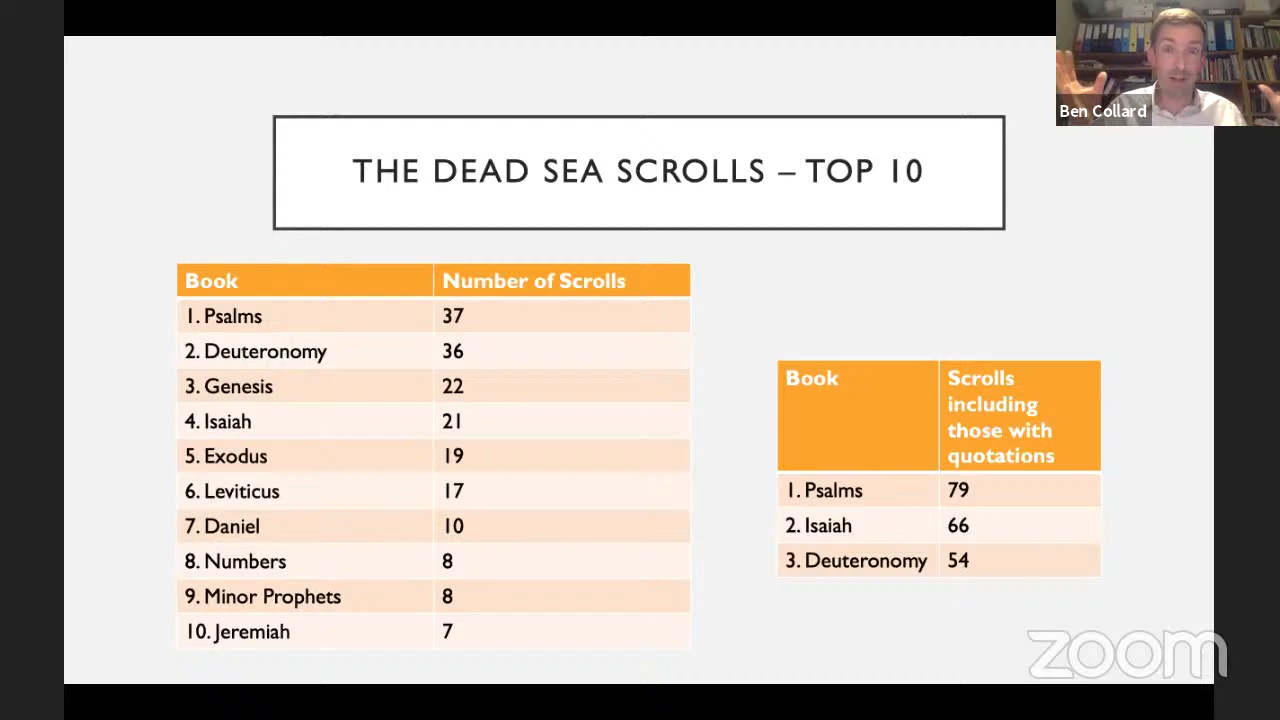 Ben Collard
THE DEAD SEA SCROLLS – TOP 10
Book Number of Scrolls
1. Psalms 37
2. Deuteronomy 36
3. Genesis 22
4. Isaiah 21
5. Exodus 19
6. Leviticus 17
7. Daniel 10
8. Numbers 8
9. Minor Prophets 8
10. Jeremiah 7
Book Scrolls
including
those with
quotations
1. Psalms 79
2. Isaiah 66
3. Deuteronomy 54
zoom